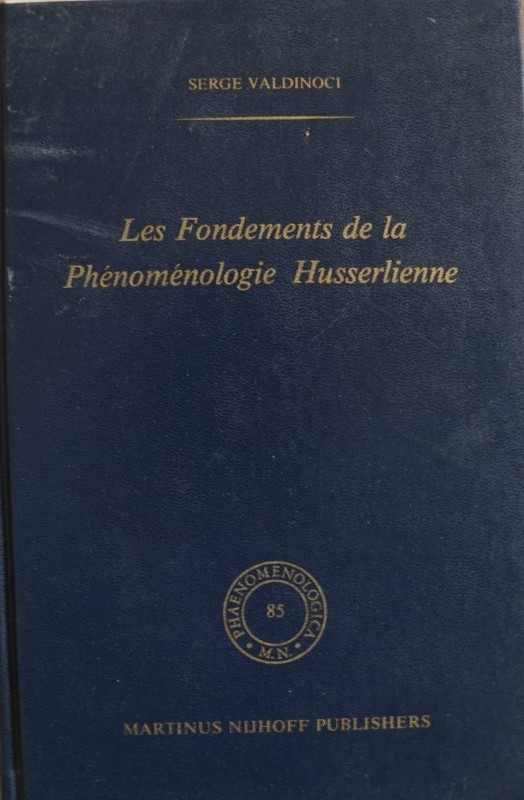 SERGE VALDINOCI
Les Fondements de la
Phénoménologie Husserlienne
PHAENOMENOLOGICA
85
M.N.
MARTINUS NIJHOFF PUBLISHERS